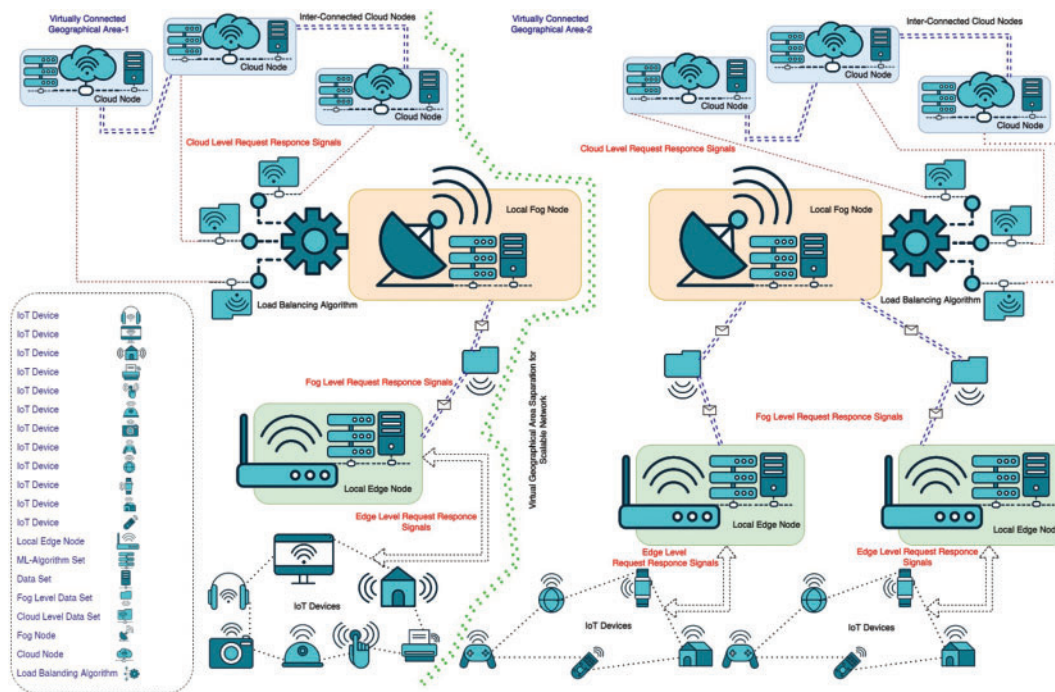 Virtually Connected
Geographical Area-1
Inter-Connected Cloud Nodes
Cloud Node
Cloud Node
Cloud Node
Cloud Level Request Responce Signals
Local Fog Node
Load Balancing Algorithm
Fog Level Request Responce Signals
Local Edge Node
Edge Level Request Responce
Signals
IoT Devices
Virtual Geographical Area Separation for
Scalable Network
Virtually Connected
Geographical Area-2
Inter-Connected Cloud Nodes
Cloud Node
Cloud Node
Cloud Node
Cloud Level Request Responce Signals
Local Fog Node
Load Balancing Algorithm
Fog Level Request Responce Signals
Local Edge Node
Local Edge Node
Edge Level
Request Responce Signals
Edge Level Request Responce
Signals
IoT Devices
IoT Devices
IoT Device
IoT Device
IoT Device
IoT Device
IoT Device
IoT Device
IoT Device
IoT Device
IoT Device
IoT Device
IoT Device
IoT Device
Local Edge Node
ML-Algorithm Set
Data Set
Fog Level Data Set
Cloud Level Data Set
Fog Node
Cloud Node
Load Balanding Algorithm